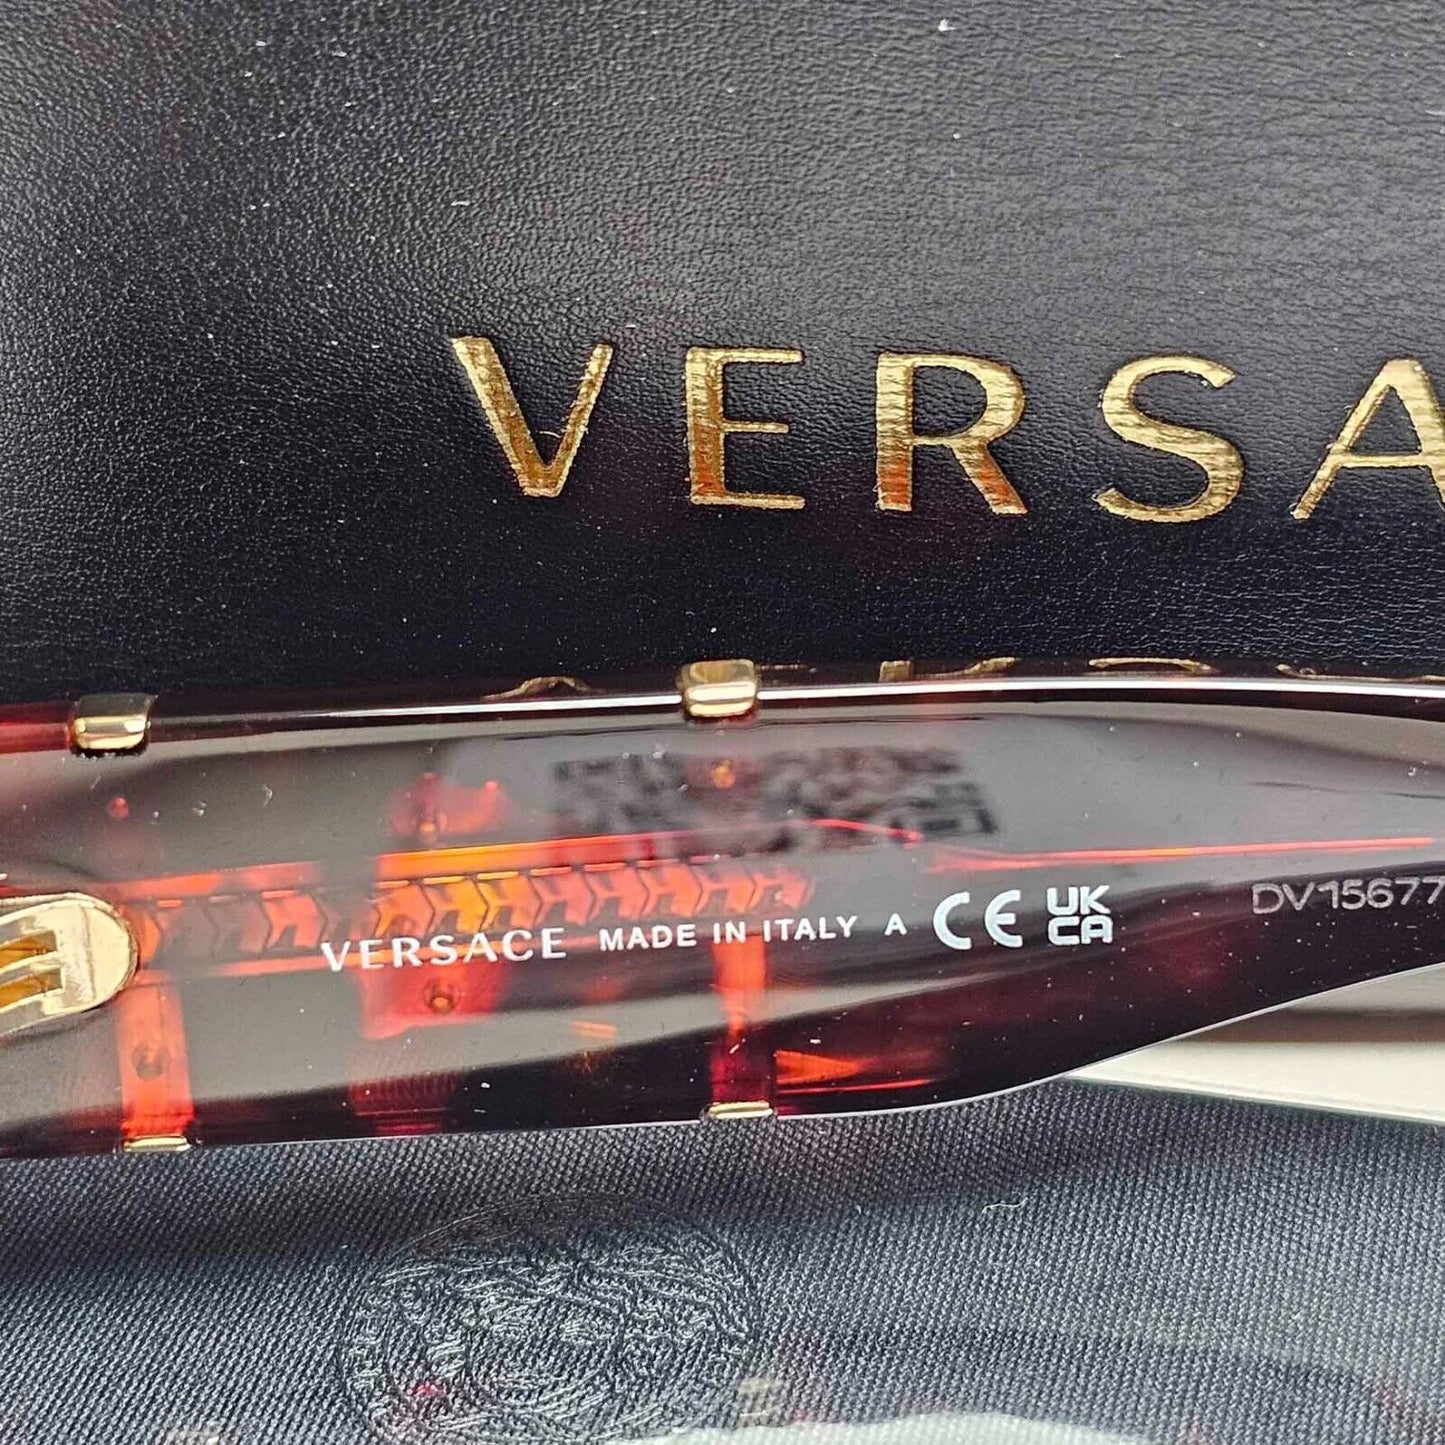 VERSA
VERSACE MADE IN ITALY A CE UKCA DV15677